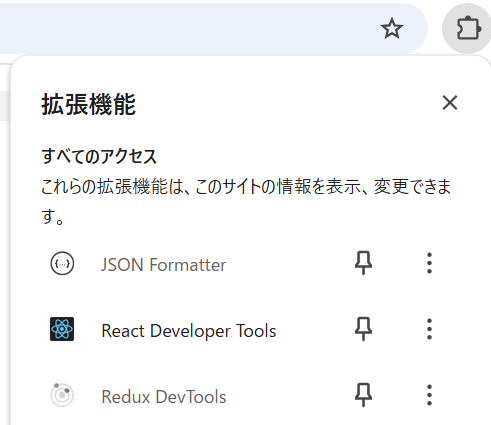 拡張機能
すべてのアクセス
これらの拡張機能は、このサイトの情報を表示、変更できま
す。
{···} JSON Formatter
React Developer Tools
Redux DevTools